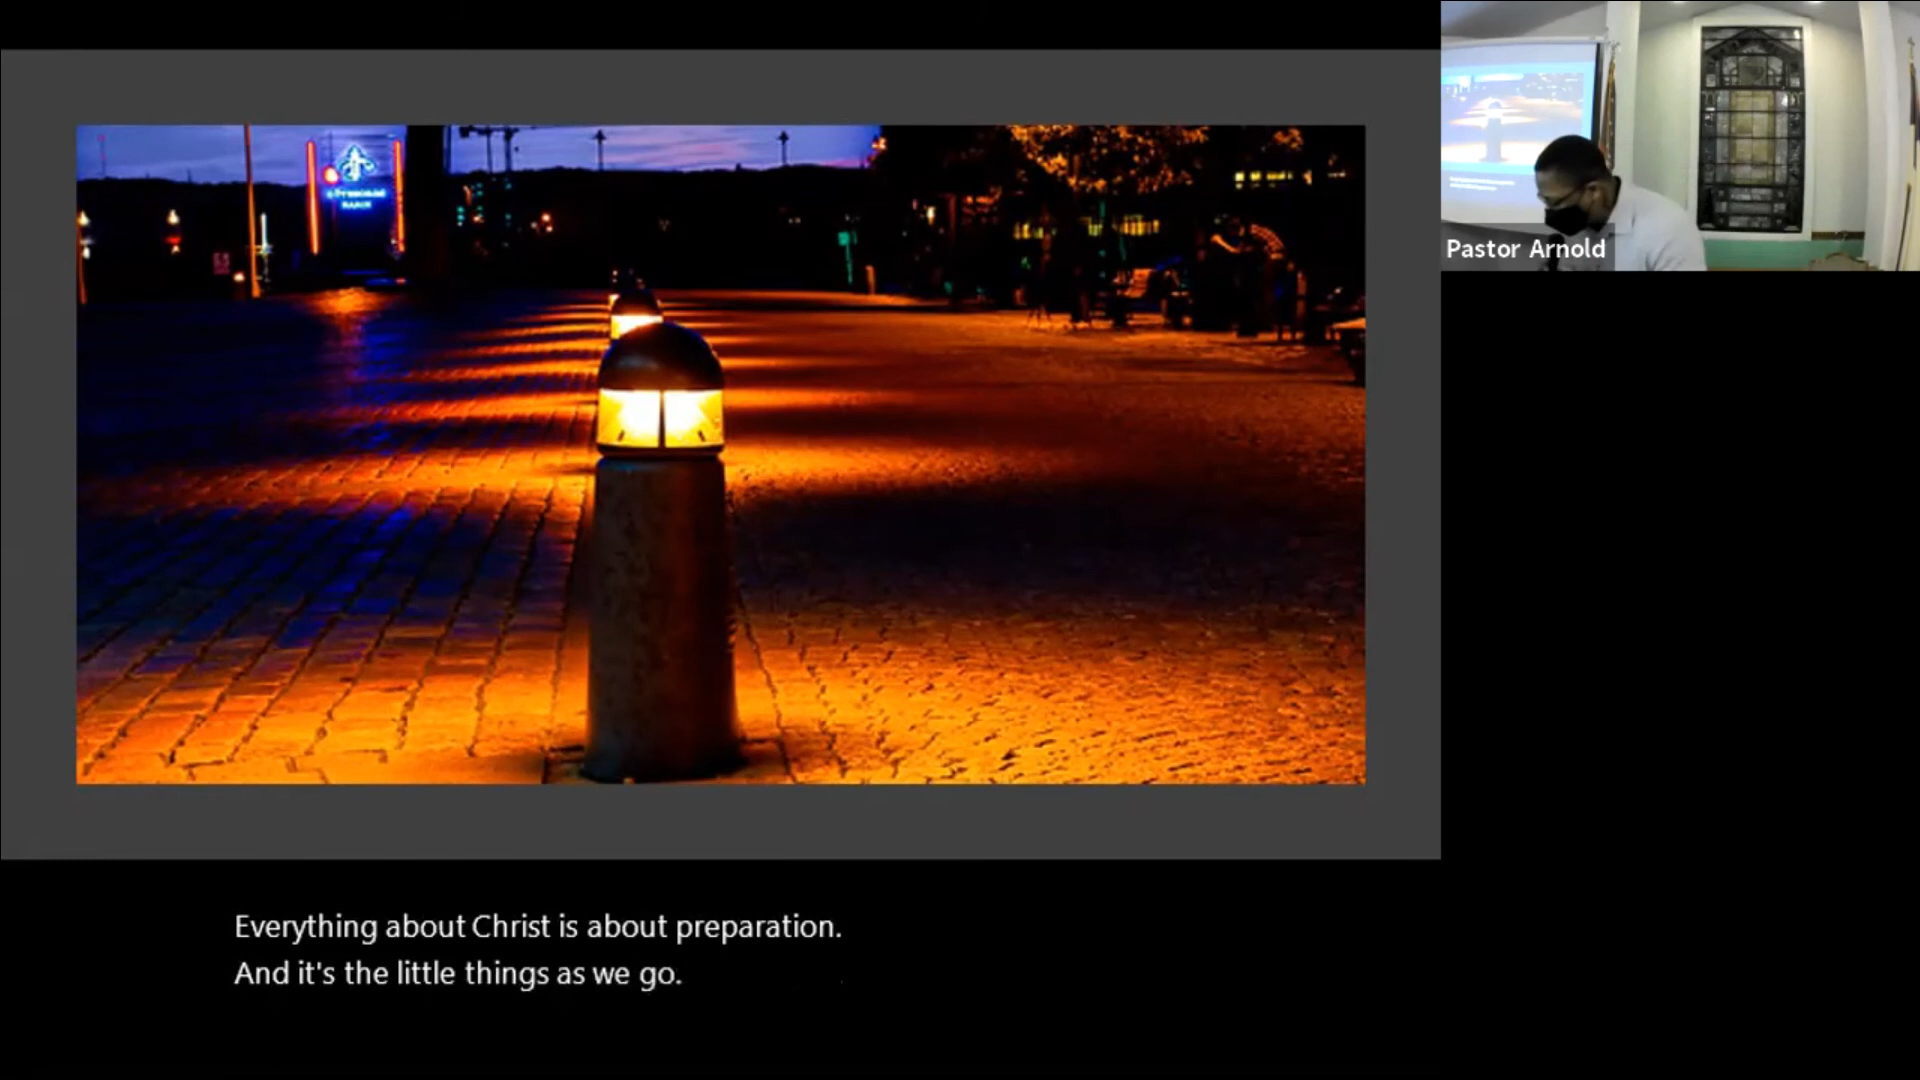 Pastor Arnold
Everything about Christ is about preparation.
And it's the little things as we go.